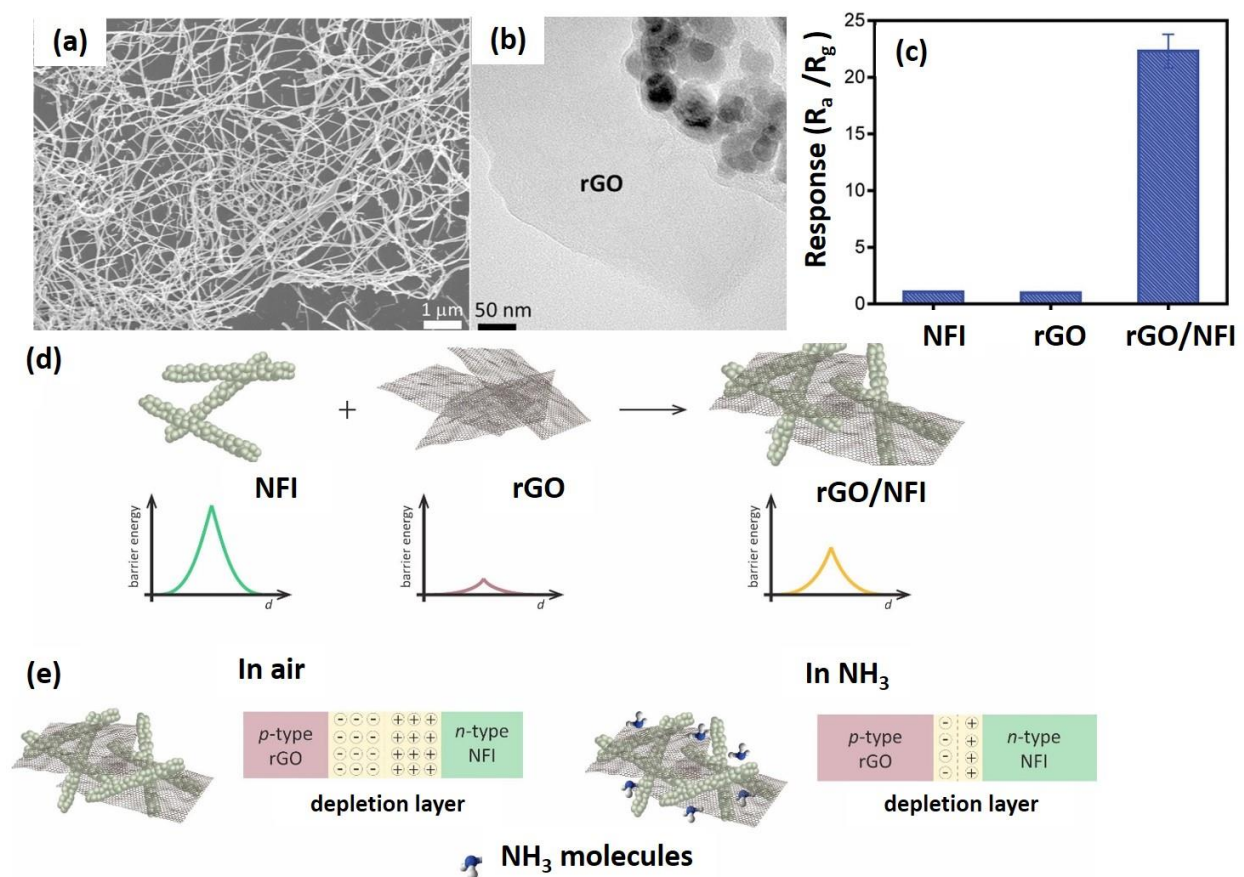 (a)
1 μm
(b)
rGO
50 nm
(c)
Response (Ra /Rg)
25
20
15
10
5
0
NFI
rGO
rGO/NFI
(d)
+
NFI
rGO
rGO/NFI
barrier energy
d
barrier energy
d
barrier energy
d
(e)
In air
p-type
rGO
- - - + + +
- - - + + +
- - - + + +
- - - + + +
n-type
NFI
depletion layer
In NH3
p-type
rGO
- +
- +
- +
- +
n-type
NFI
depletion layer
NH3 molecules